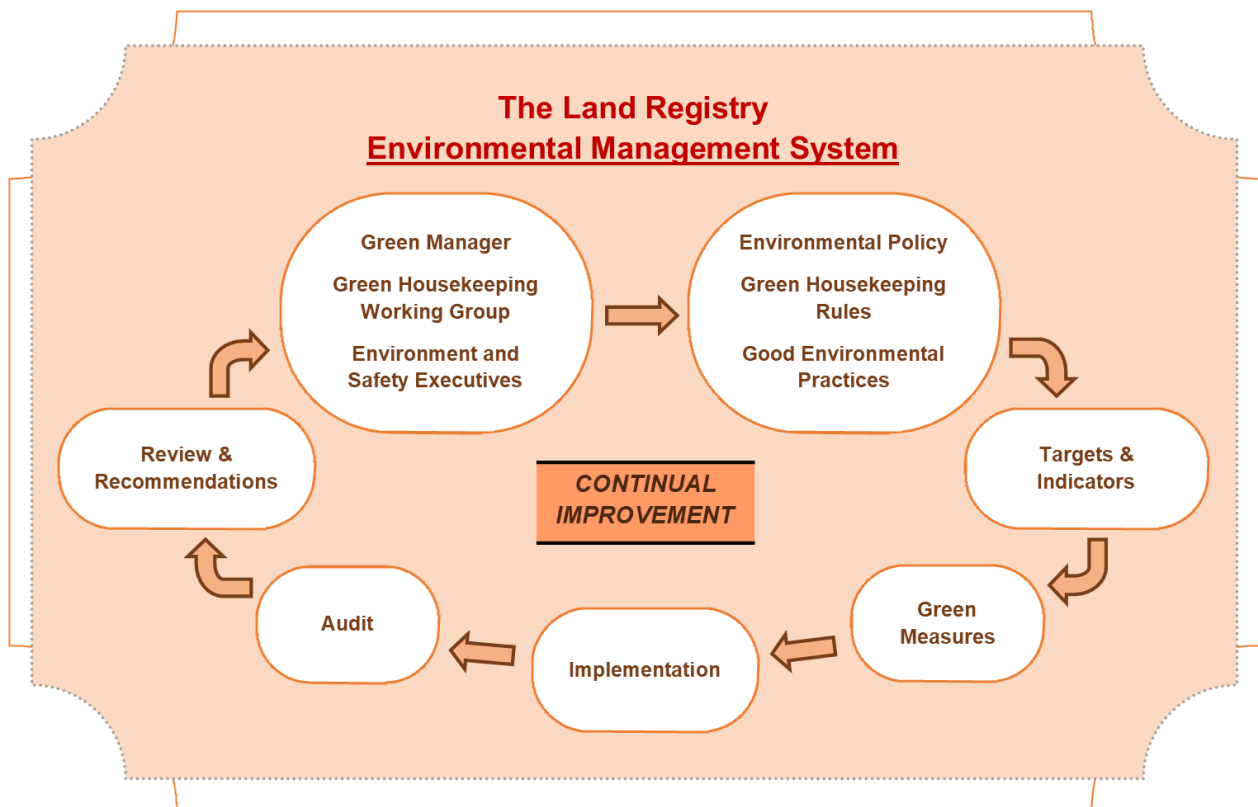 The Land Registry
Environmental Management System
Green Manager
Green Housekeeping
Working Group
Environment and
Safety Executives
Environmental Policy
Green Housekeeping
Rules
Good Environmental
Practices
Targets &
Indicators
Green
Measures
Implementation
Audit
Review &
Recommendations
CONTINUAL
IMPROVEMENT